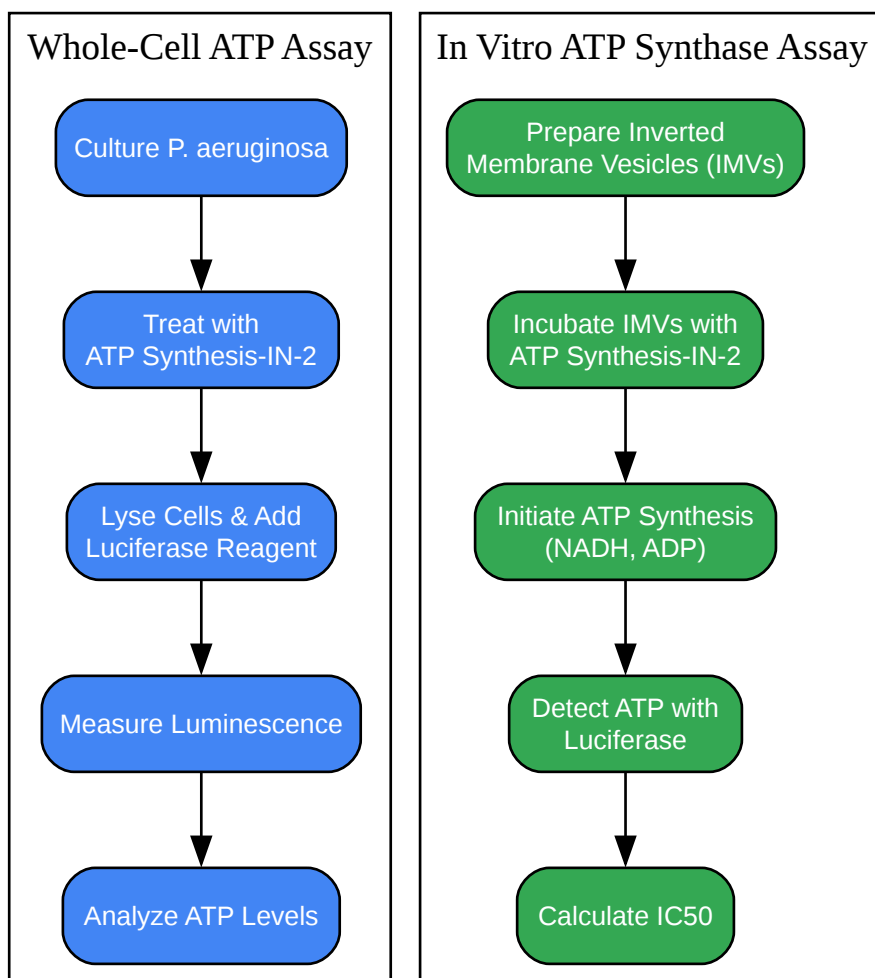 Whole-Cell ATP Assay
Culture P. aeruginosa
Treat with
ATP Synthesis-IN-2
Lyse Cells & Add
Luciferase Reagent
Measure Luminescence
Analyze ATP Levels
In Vitro ATP Synthase Assay
Prepare Inverted
Membrane Vesicles (IMVs)
Incubate IMVs with
ATP Synthesis-IN-2
Initiate ATP Synthesis
(NADH, ADP)
Detect ATP with
Luciferase
Calculate IC50